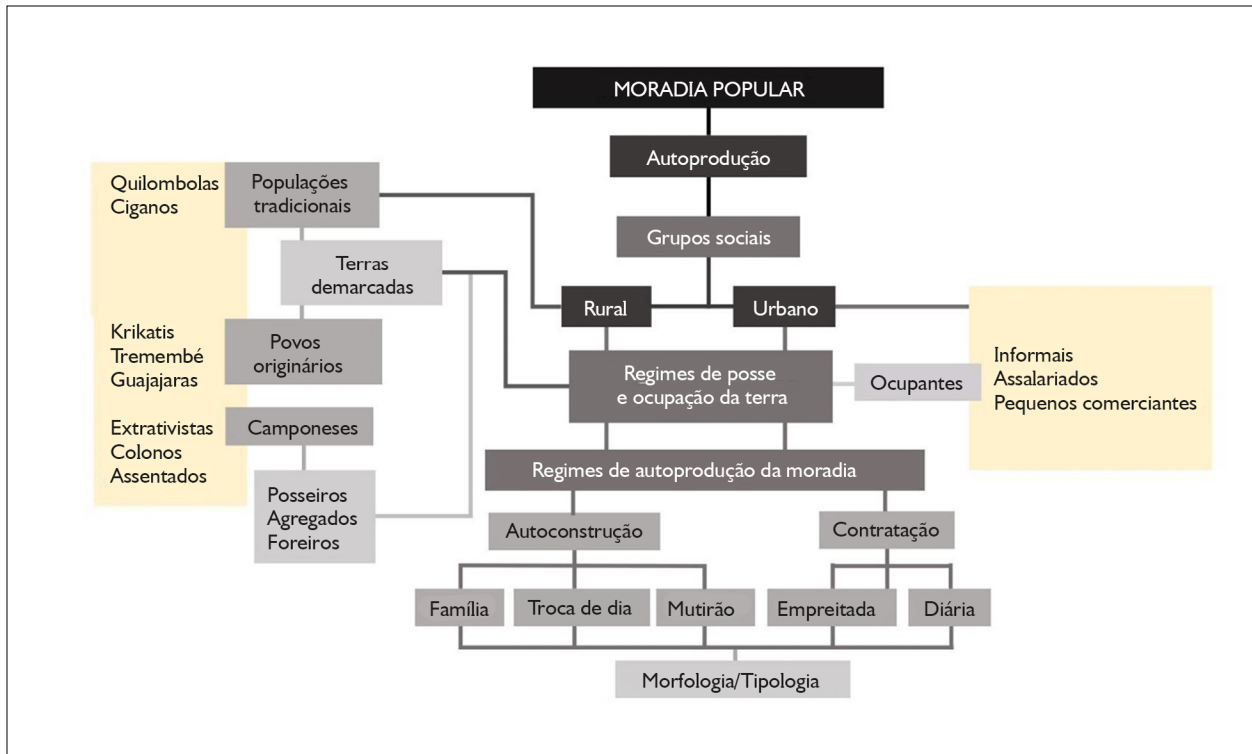 MORADIA POPULAR
Autoprodução
Grupos sociais
Rural
Urbano
Quilombolas
Ciganos
Populações
tradicionais
Terras
demarcadas
Krikatis
Tremembé
Guajajaras
Povos
originários
Extrativistas
Colonos
Assentados
Camponeses
Posseiros
Agregados
Foreiros
Regimes de posse
e ocupação da terra
Ocupantes
Informais
Assalariados
Pequenos comerciantes
Regimes de autoprodução da moradia
Autoconstrução
Contratação
Família
Troca de dia
Mutirão
Empreitada
Diária
Morfologia/Tipologia